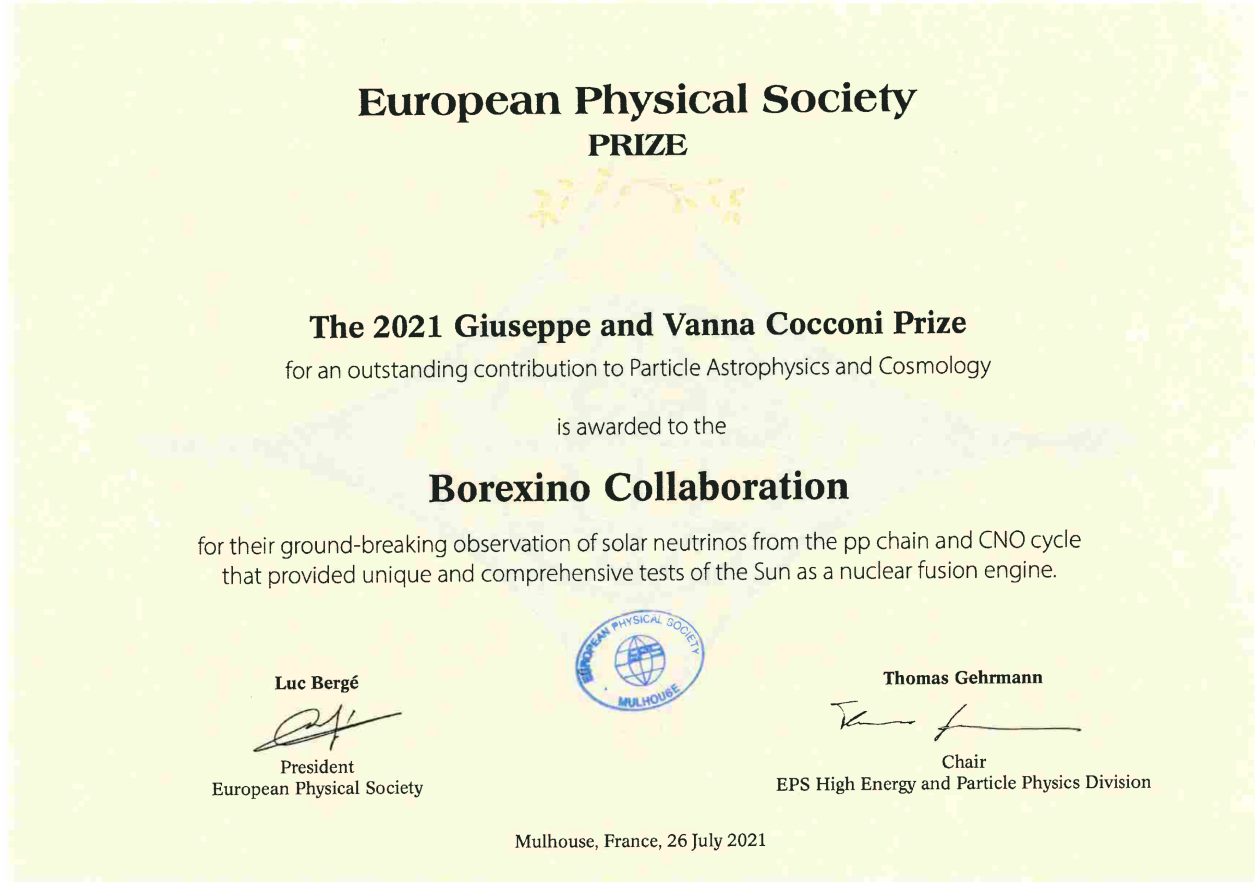 European Physical Society
PRIZE
The 2021 Giuseppe and Vanna Cocconi Prize
for an outstanding contribution to Particle Astrophysics and Cosmology
is awarded to the
Borexino Collaboration
for their ground-breaking observation of solar neutrinos from the pp chain and CNO cycle
that provided unique and comprehensive tests of the Sun as a nuclear fusion engine.
EUROPEAN PHYSICAL SOCIETY
EPS
MULHOUSE
Luc Bergé
President
European Physical Society
Thomas Gehrmann
Chair
EPS High Energy and Particle Physics Division
Mulhouse, France, 26 July 2021